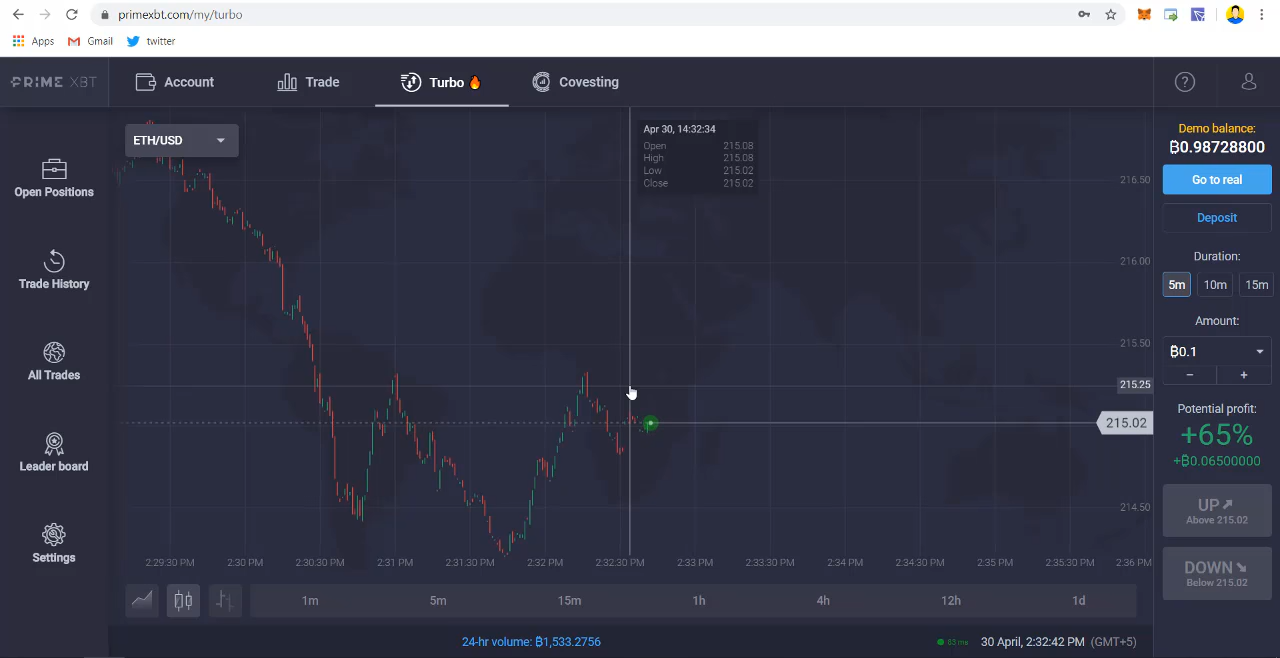 primexbt.com/my/turbo
Apps Gmail twitter
PRIME XBT
Account
Trade
Turbo
Covesting
?
ETH/USD
Apr 30, 14:32:34
Open 215.08
High 215.08
Low 215.02
Close 215.02
Open Positions
Trade History
All Trades
Leader board
Settings
216.50
216.00
215.50
215.25
215.02
214.50
2:29:30 PM 2:30 PM 2:30:30 PM 2:31 PM 2:31:30 PM 2:32 PM 2:32:30 PM 2:33 PM 2:33:30 PM 2:34 PM 2:34:30 PM 2:35 PM 2:35:30 PM 2:36 PM
1m 5m 15m 1h 4h 12h 1d
24-hr volume: ₿1,533.2756
83 ms 30 April, 2:32:42 PM (GMT+5)
Demo balance:
₿0.98728800
Go to real
Deposit
Duration:
5m 10m 15m
Amount:
₿0.1
− +
Potential profit:
+65%
+₿0.06500000
UP
Above 215.02
DOWN
Below 215.02